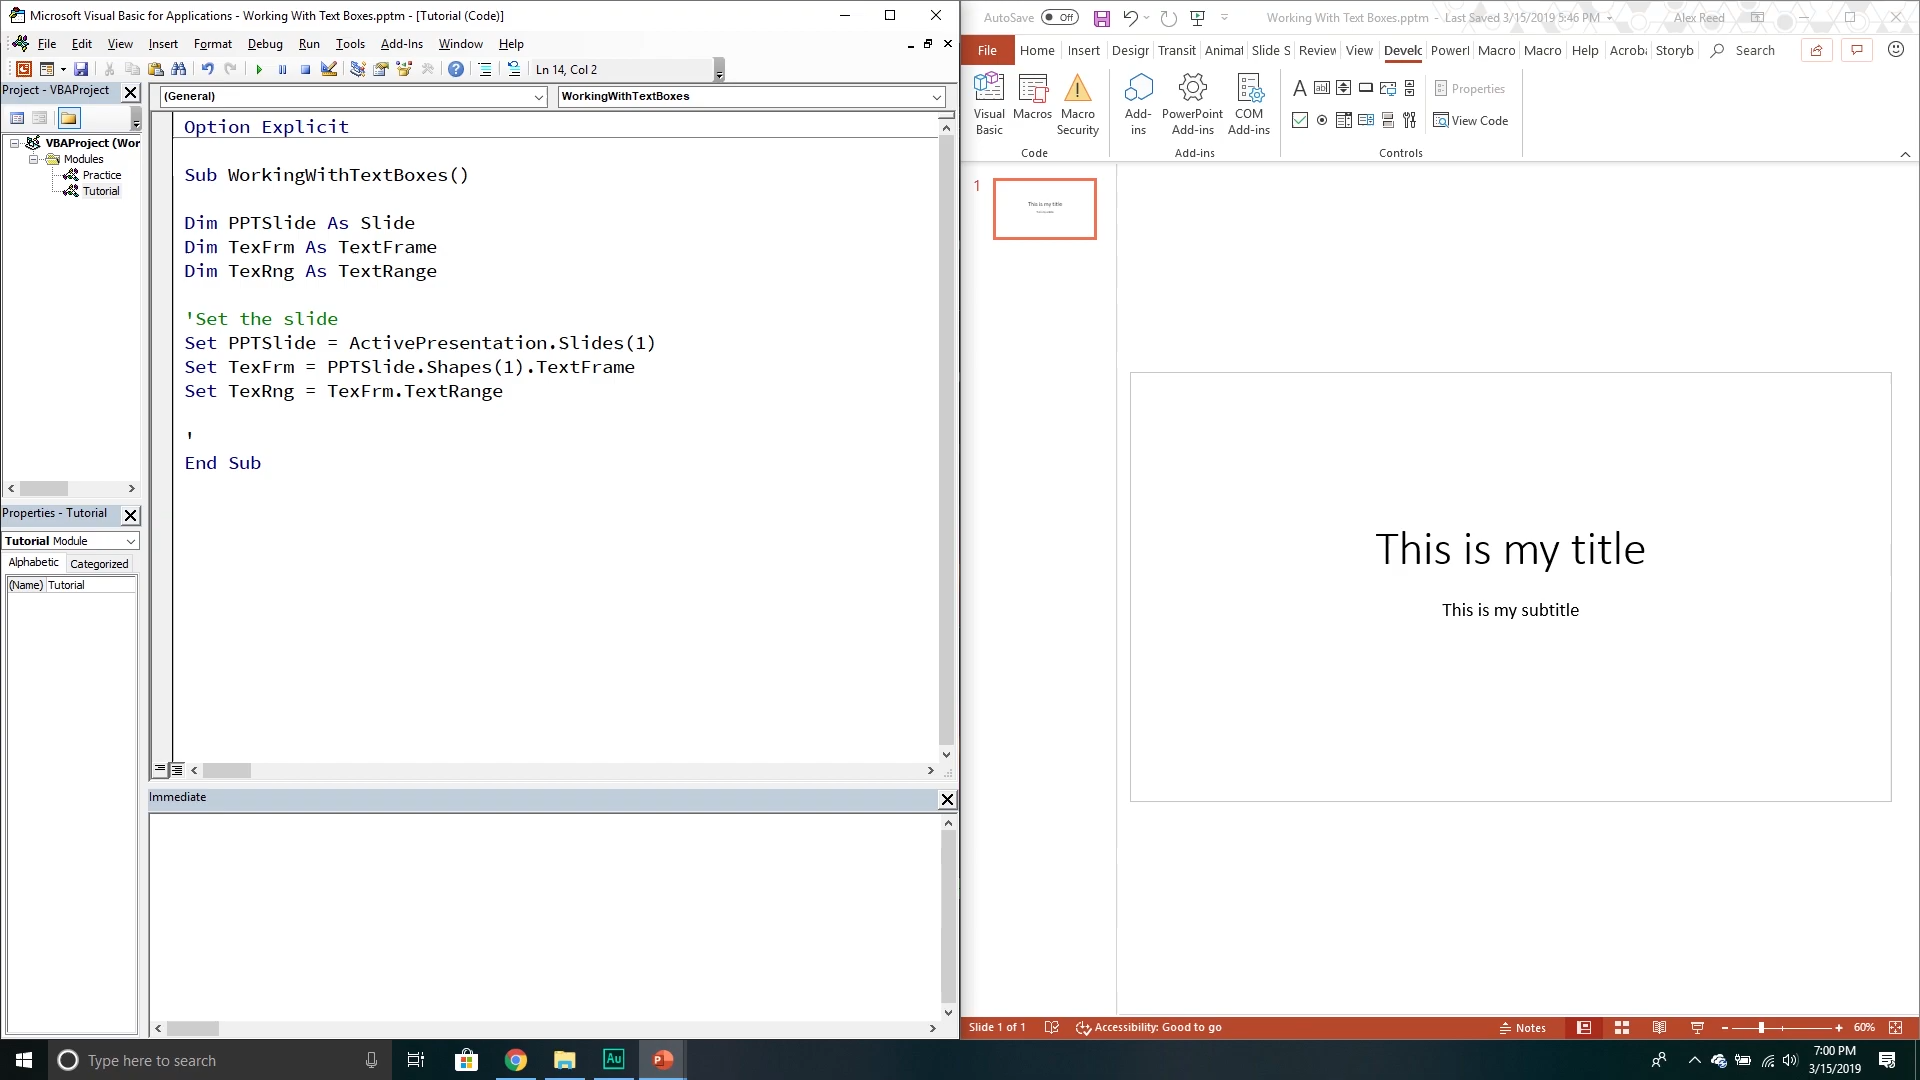 Microsoft Visual Basic for Applications - Working With Text Boxes.pptm - [Tutorial (Code)]
File Edit View Insert Format Debug Run Tools Add-Ins Window Help
Ln 14, Col 2
Project - VBAProject
(General)
WorkingWithTextBoxes
VBAProject (Wor
Modules
Practice
Tutorial
Option Explicit
Sub WorkingWithTextBoxes()
Dim PPTSlide As Slide
Dim TexFrm As TextFrame
Dim TexRng As TextRange
'Set the slide
Set PPTSlide = ActivePresentation.Slides(1)
Set TexFrm = PPTSlide.Shapes(1).TextFrame
Set TexRng = TexFrm.TextRange
'
End Sub
Properties - Tutorial
Tutorial Module
Alphabetic Categorized
(Name) Tutorial
Immediate
AutoSave Off
Working With Text Boxes.pptm - Last Saved 3/15/2019 5:46 PM
Alex Reed
File Home Insert Design Transit Animat Slide S Review View Develo Power Macro Macro Help Acroba Storyb Search
Visual Basic
Macros
Macro Security
Code
Add-ins
PowerPoint Add-ins
COM Add-ins
Add-ins
Properties
View Code
Controls
1
This is my title
This is my title
This is my subtitle
Slide 1 of 1
Accessibility: Good to go
Notes
60%
Type here to search
Au
7:00 PM
3/15/2019